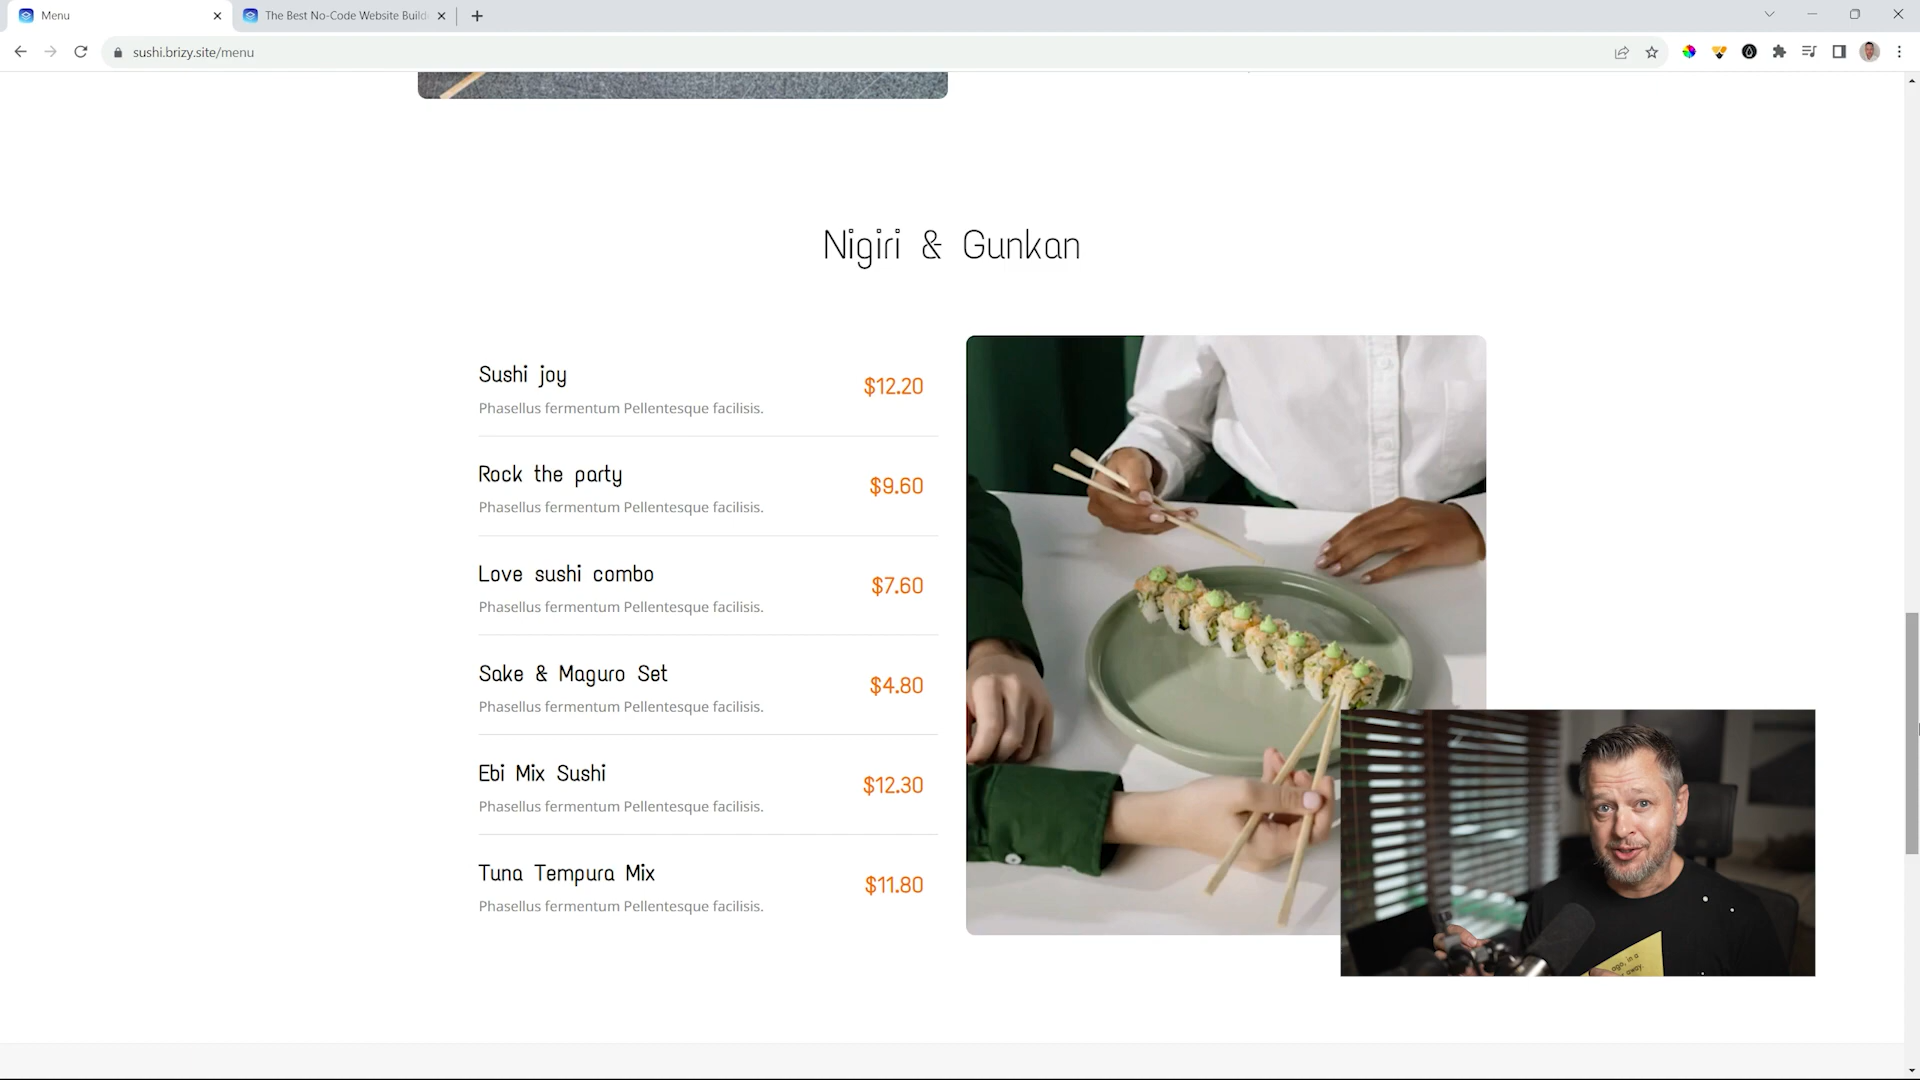 Menu
The Best No-Code Website Build
sushi.brizy.site/menu
Nigiri & Gunkan
Sushi joy
$12.20
Phasellus fermentum Pellentesque facilisis.
Rock the party
$9.60
Phasellus fermentum Pellentesque facilisis.
Love sushi combo
$7.60
Phasellus fermentum Pellentesque facilisis.
Sake & Maguro Set
$4.80
Phasellus fermentum Pellentesque facilisis.
Ebi Mix Sushi
$12.30
Phasellus fermentum Pellentesque facilisis.
Tuna Tempura Mix
$11.80
Phasellus fermentum Pellentesque facilisis.
ago, in a
away.